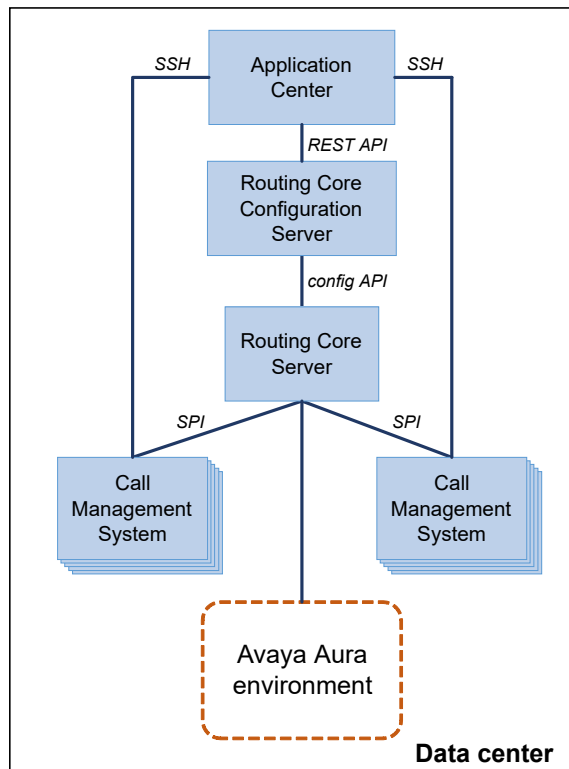 SSH
Application
Center
SSH
REST API
Routing Core
Configuration
Server
config API
Routing Core
Server
SPI
SPI
Call
Management
System
Call
Management
System
Avaya Aura
environment
Data center